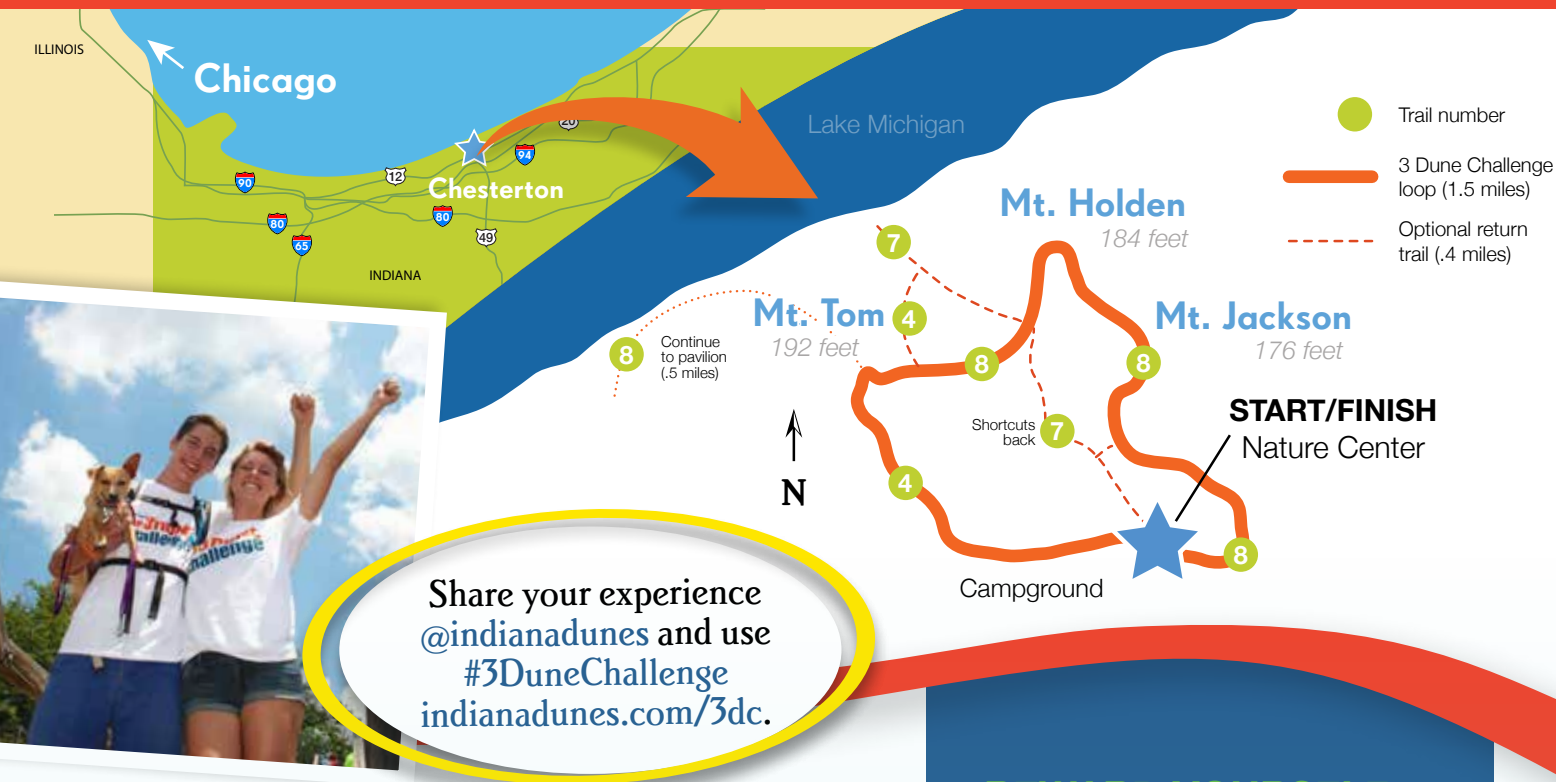 ILLINOIS
Chicago
20
94
12
90
Chesterton
80
80
49
65
INDIANA
Lake Michigan
Trail number
3 Dune Challenge
loop (1.5 miles)
Optional return
trail (.4 miles)
Mt. Holden
184 feet
7
Mt. Tom
192 feet
4
Mt. Jackson
176 feet
8
Continue
to pavilion
(.5 miles)
8
8
START/FINISH
Nature Center
Shortcuts
back
7
N
4
8
Campground
Challenge
Share your experience
@indianadunes and use
#3DuneChallenge
indianadunes.com/3dc.